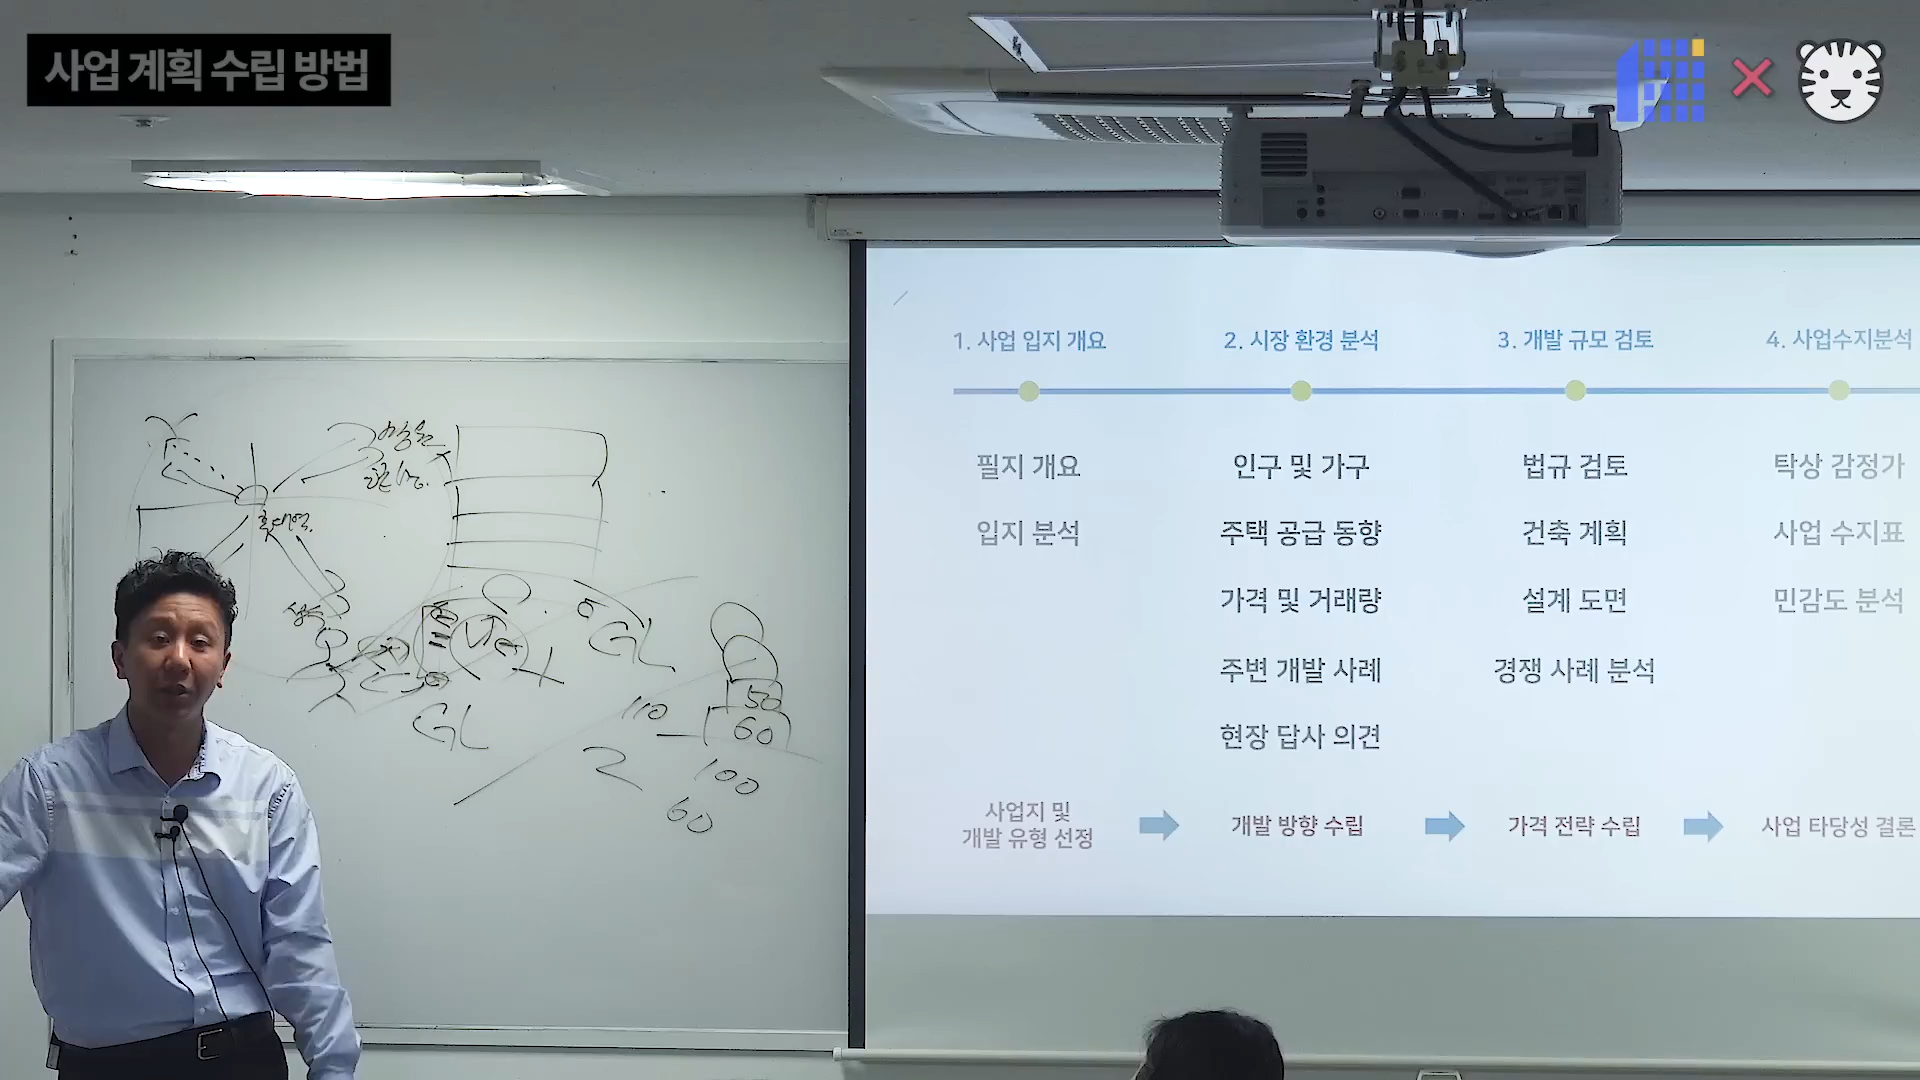 사업 계획 수립 방법
1. 사업 입지 개요
필지 개요
입지 분석
사업지 및
개발 유형 선정
2. 시장 환경 분석
인구 및 가구
주택 공급 동향
가격 및 거래량
주변 개발 사례
현장 답사 의견
개발 방향 수립
3. 개발 규모 검토
법규 검토
건축 계획
설계 도면
경쟁 사례 분석
가격 전략 수립
4. 사업수지분석
탁상 감정가
사업 수지표
민감도 분석
사업 타당성 결론
GL
GL
110
50
60
2
100
60